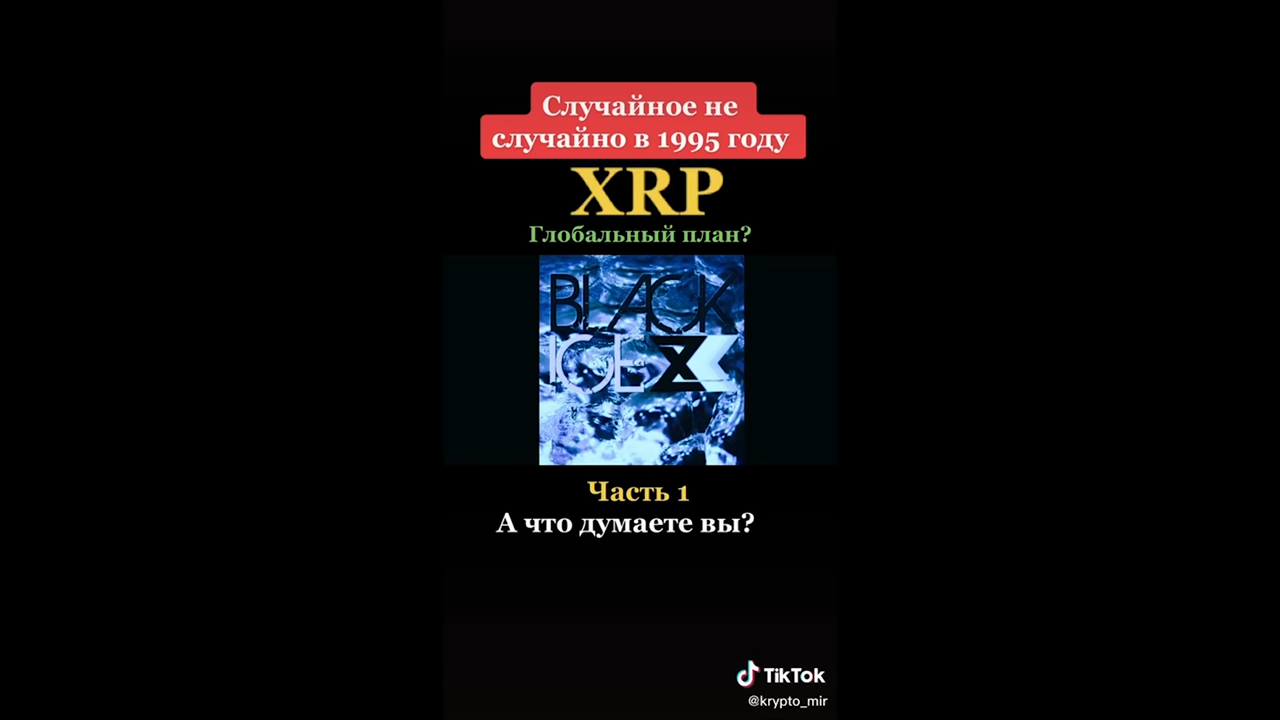 Случайное не
случайно в 1995 году
XRP
Глобальный план?
BLACK
ICE
Часть 1
А что думаете вы?
TikTok
@krypto_mir